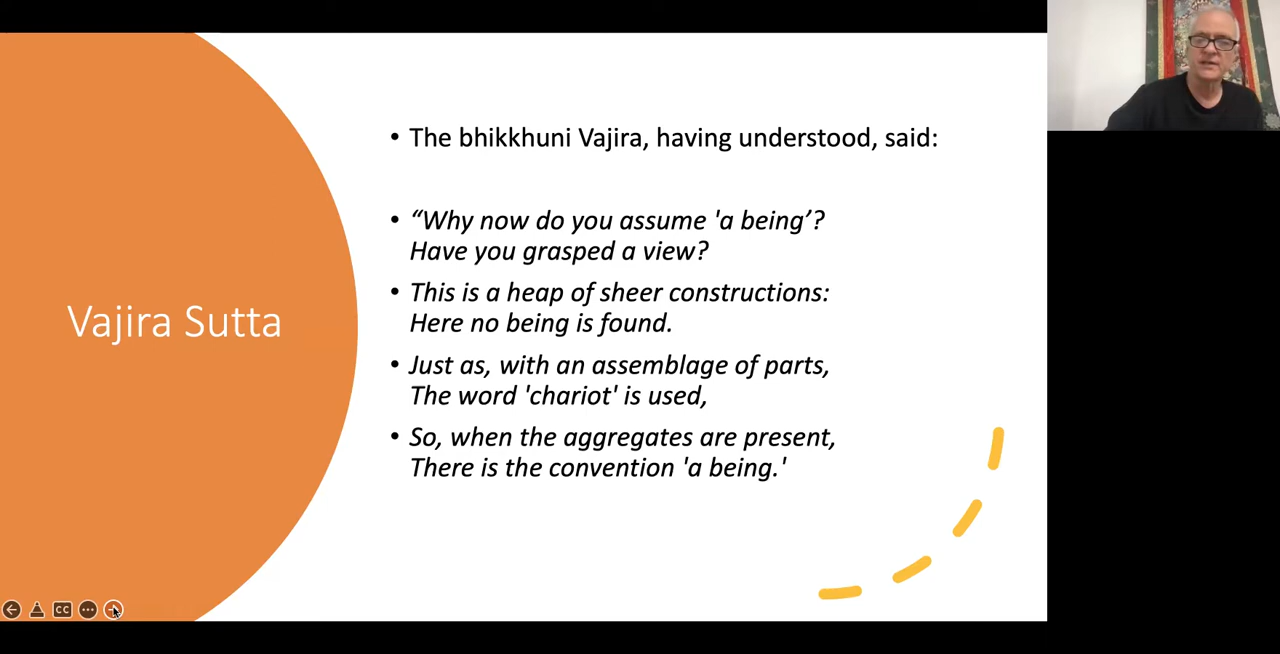 Vajira Sutta
• The bhikkhuni Vajira, having understood, said:
• “Why now do you assume 'a being’?
Have you grasped a view?
• This is a heap of sheer constructions:
Here no being is found.
• Just as, with an assemblage of parts,
The word 'chariot' is used,
• So, when the aggregates are present,
There is the convention 'a being.'
CC